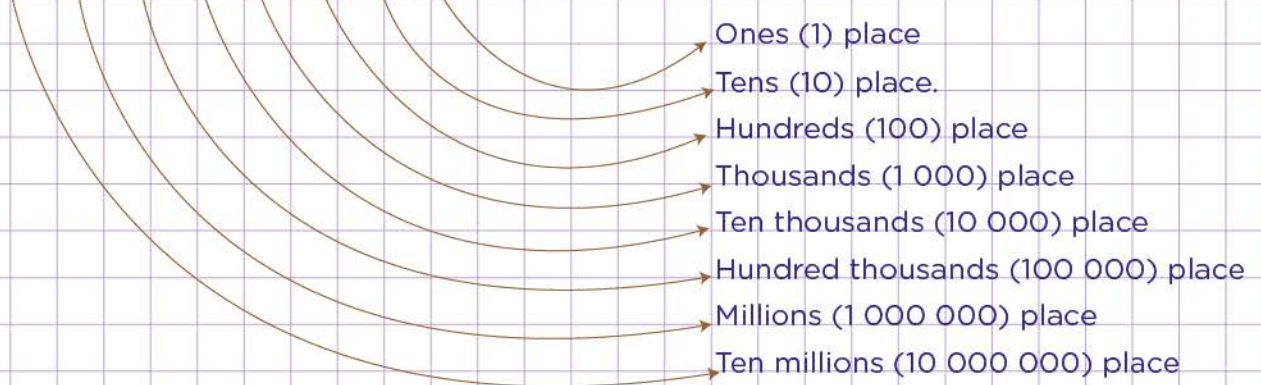 Ones (1) place
Tens (10) place.
Hundreds (100) place
Thousands (1 000) place
Ten thousands (10 000) place
Hundred thousands (100 000) place
Millions (1 000 000) place
Ten millions (10 000 000) place